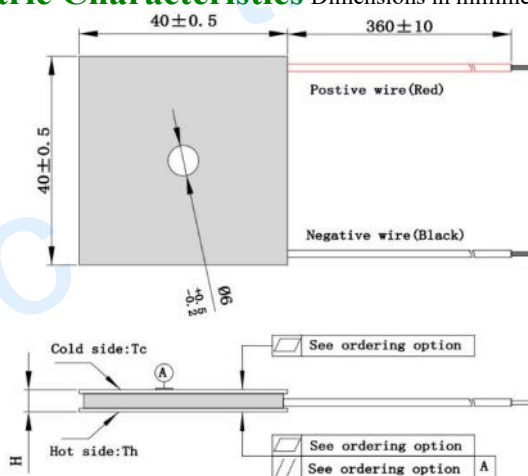 tric Characteristics Dimensions in millime
40±0.5
360±10
Postive wire(Red)
40±0.5
Negative wire(Black)
Ø6
+0.5
-0.2
Cold side:Tc
A
See ordering option
H
Hot side:Th
See ordering option
See ordering option A